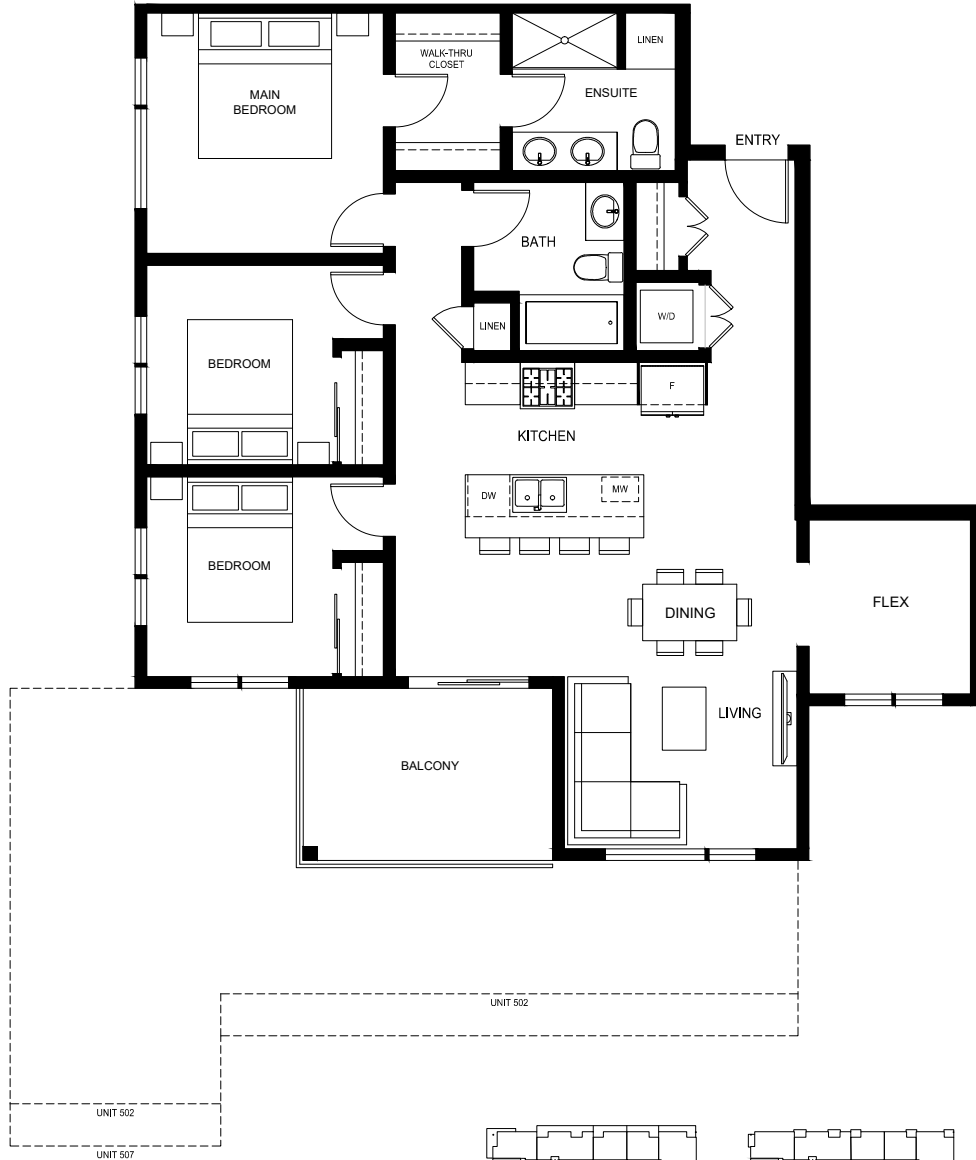 LINEN
WALK-THRU
CLOSET
MAIN
BEDROOM
ENSUITE
ENTRY
BATH
LINEN
W/D
BEDROOM
F
KITCHEN
DW
MW
BEDROOM
DINING
FLEX
LIVING
BALCONY
UNIT 502
UNIT 502
UNIT 507